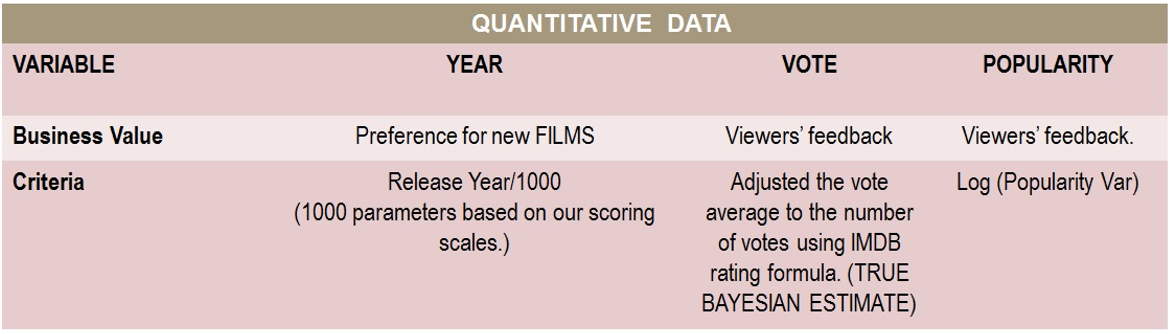 QUANTITATIVE DATA
VARIABLE YEAR VOTE POPULARITY
Business Value Preference for new FILMS Viewers' feedback Viewers' feedback.
Criteria Release Year/1000 Adjusted the vote Log (Popularity Var)
(1000 parameters based on our scoring average to the number
scales.) of votes using IMDB
rating formula. (TRUE
BAYESIAN ESTIMATE)